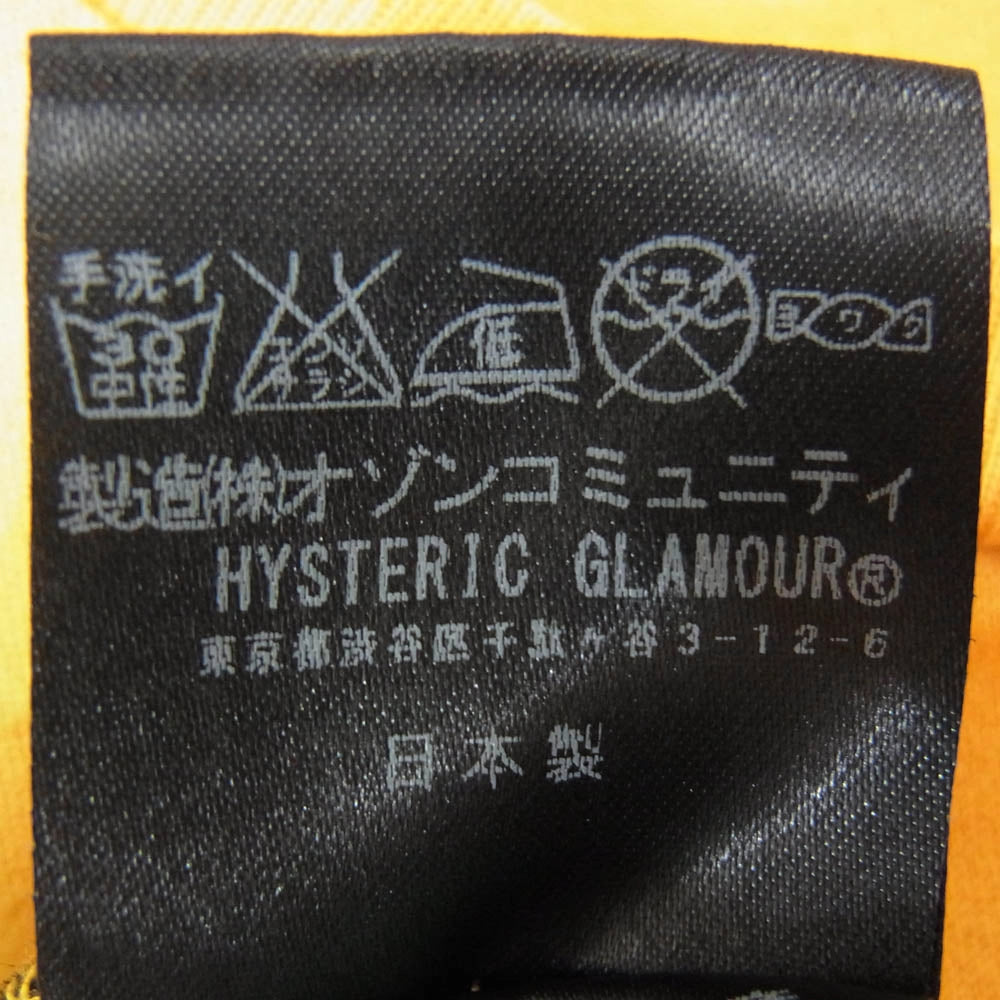 手洗イ
30 中性
エンソ サラシ
低
ドライ
ヨワク
製造(株)オゾンコミュニティ
HYSTERIC GLAMOUR®
東京都渋谷区千駄ヶ谷3-12-6
日本製